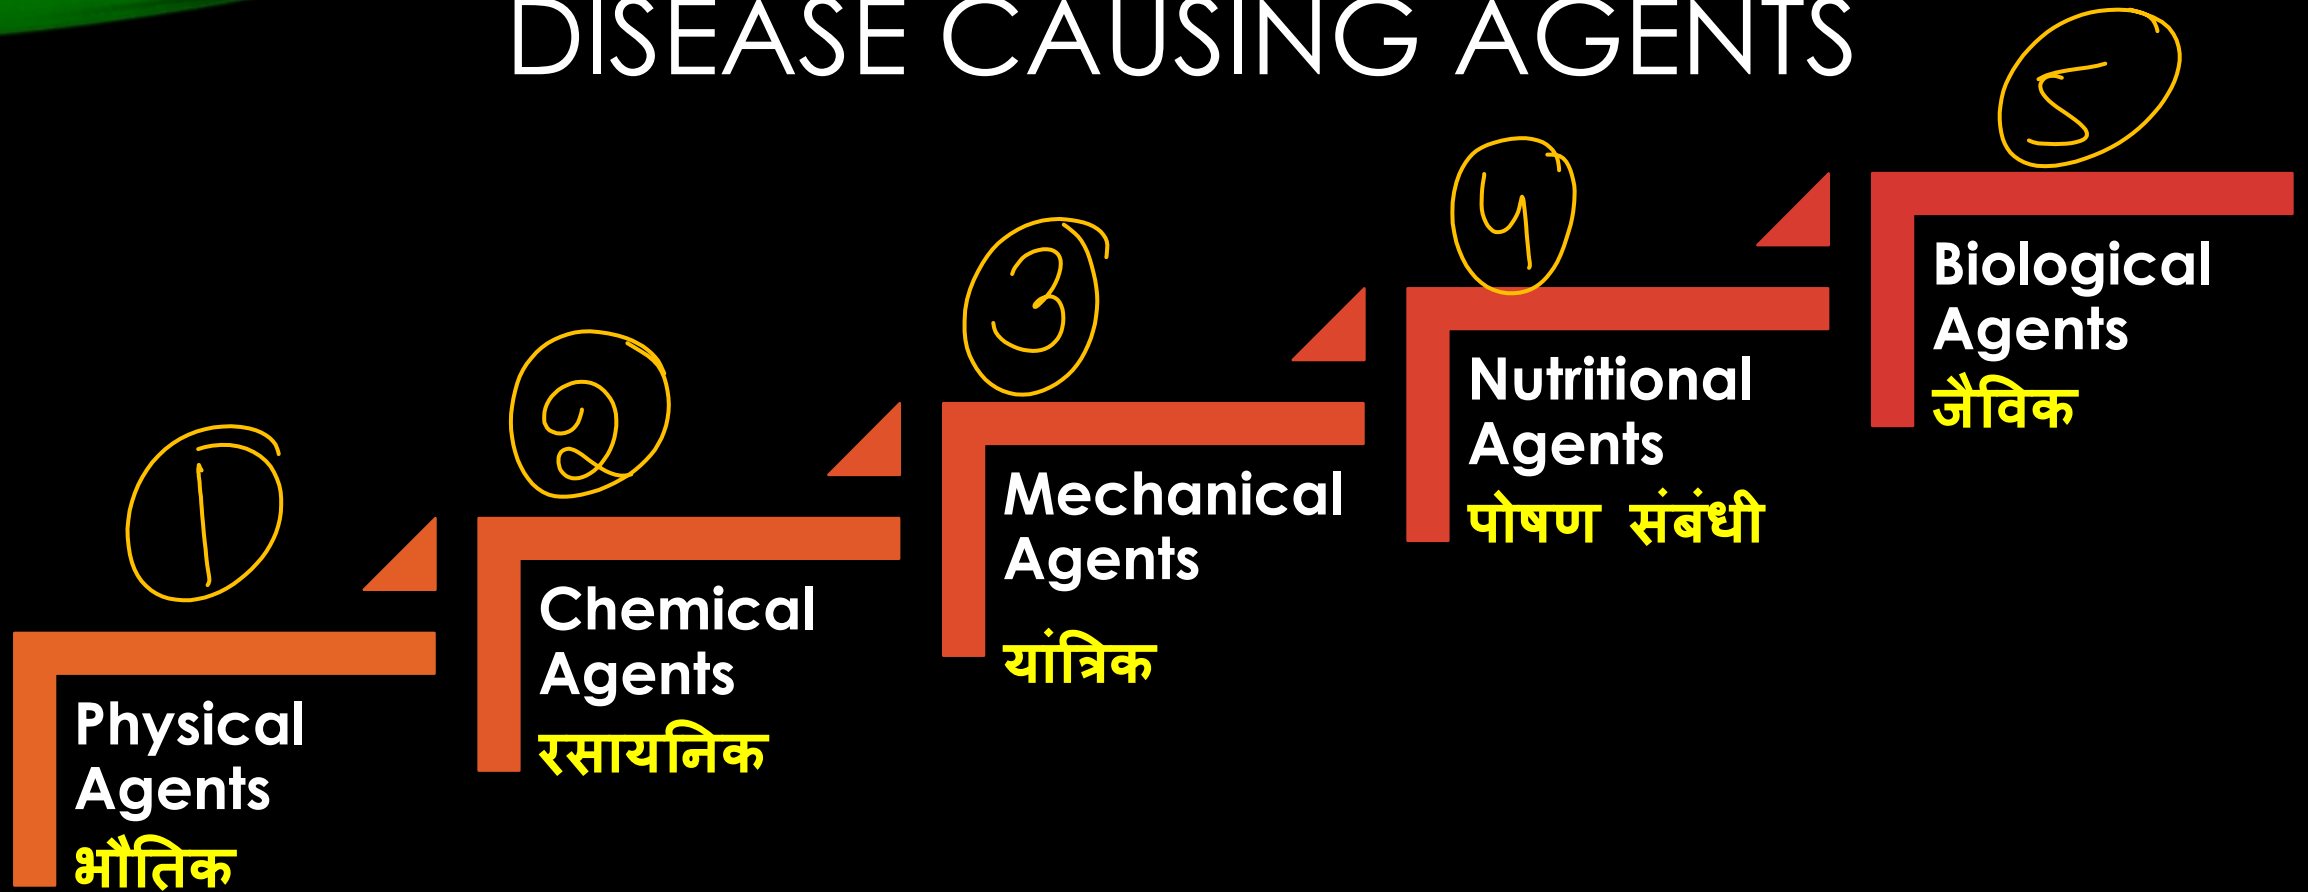 DISEASE CAUSING AGENTS
1
Physical
Agents
भौतिक
2
Chemical
Agents
रसायनिक
3
Mechanical
Agents
यांत्रिक
4
Nutritional
Agents
पोषण संबंधी
5
Biological
Agents
जैविक